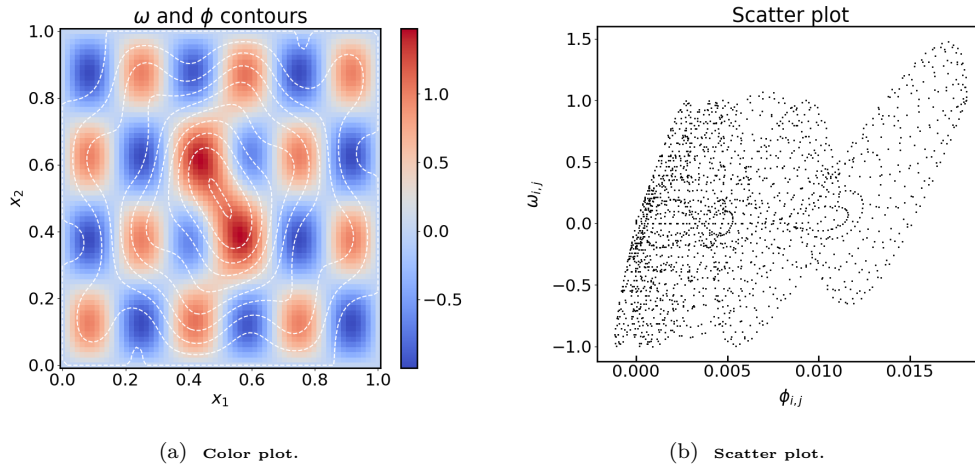 ω and ϕ contours
1.0
0.8
0.6
0.4
0.2
0.0
x₂
0.0 0.2 0.4 0.6 0.8 1.0
x₁
1.0
0.5
0.0
−0.5
(a) Color plot.
Scatter plot
1.5
1.0
0.5
0.0
−0.5
−1.0
ω_{i,j}
0.000 0.005 0.010 0.015
ϕ_{i,j}
(b) Scatter plot.